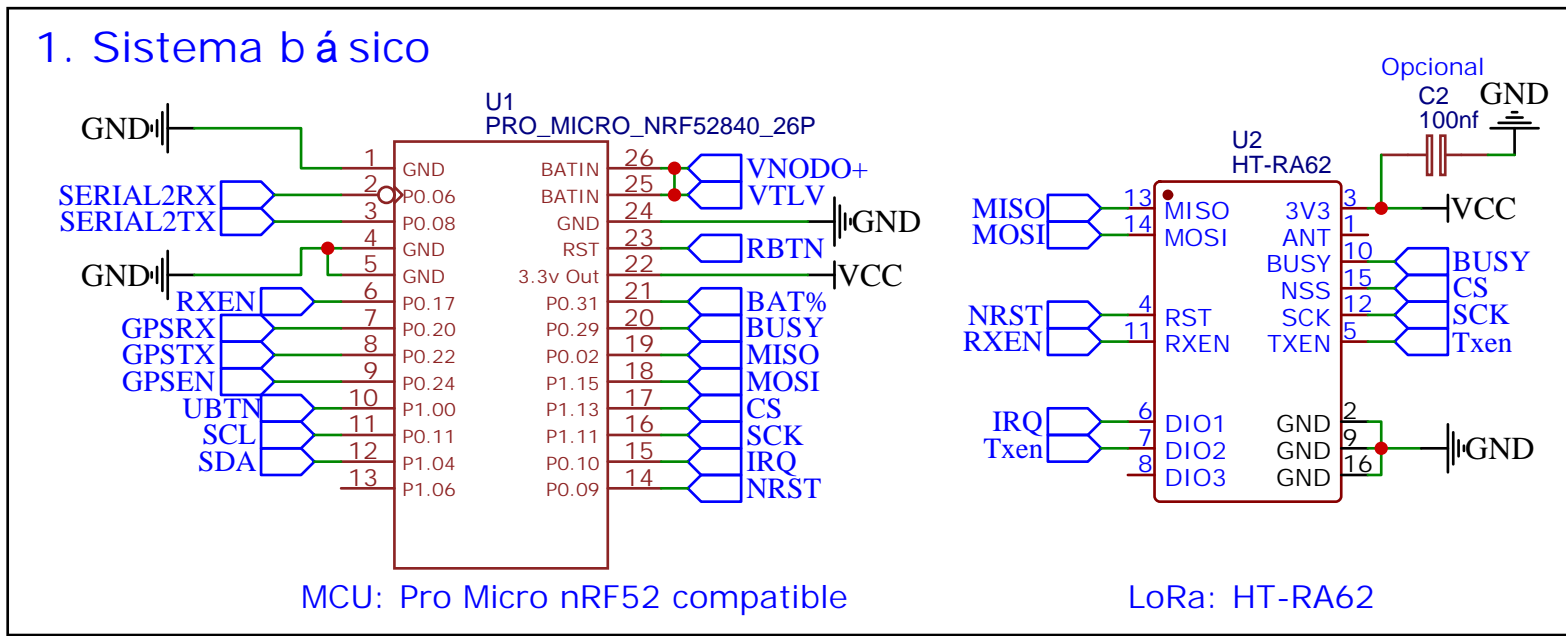 1. Sistema básico
U1
PRO_MICRO_NRF52840_26P
GND
SERIAL2RX
SERIAL2TX
GND
RXEN
GPSRX
GPSTX
GPSEN
UBTN
SCL
SDA
1 GND
2 P0.06
3 P0.08
4 GND
5 GND
6 P0.17
7 P0.20
8 P0.22
9 P0.24
10 P1.00
11 P0.11
12 P1.04
13 P1.06
BATIN 26 VNODO+
BATIN 25 VTLV
GND 24 GND
RST 23 RBTN
3.3v Out 22 VCC
P0.31 21 BAT%
P0.29 20 BUSY
P0.02 19 MISO
P1.15 18 MOSI
P1.13 17 CS
P1.11 16 SCK
P0.10 15 IRQ
P0.09 14 NRST
MCU: Pro Micro nRF52 compatible
Opcional
C2
100nf
GND
U2
HT-RA62
MISO 13 MISO
MOSI 14 MOSI
NRST 4 RST
RXEN 11 RXEN
IRQ 6 DIO1
Txen 7 DIO2
8 DIO3
3V3 3 VCC
ANT 1
BUSY 10 BUSY
NSS 15 CS
SCK 12 SCK
TXEN 5 Txen
GND 2
GND 9 GND
GND 16
LoRa: HT-RA62